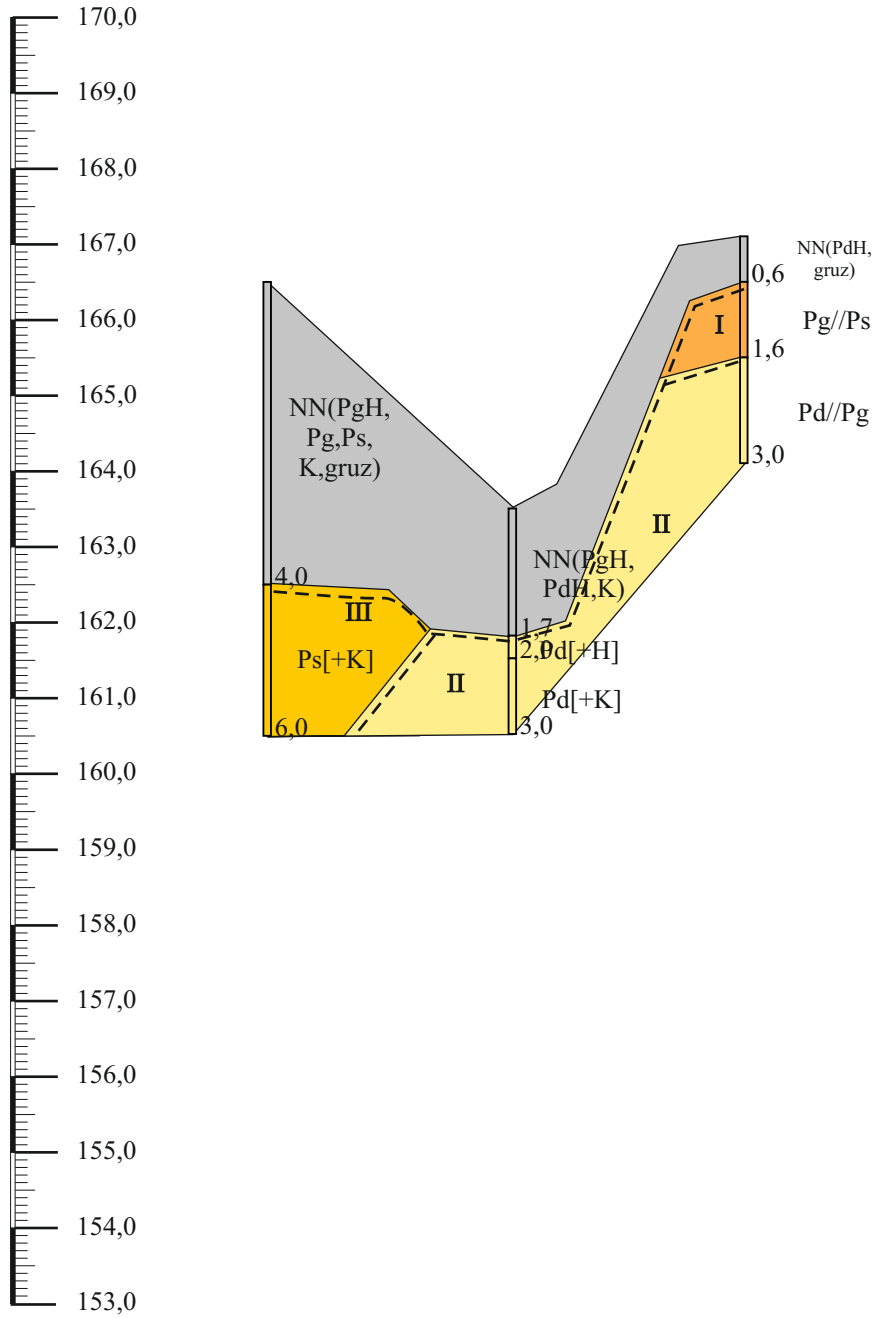 170,0
169,0
168,0
167,0
166,0
165,0
164,0
163,0
162,0
161,0
160,0
159,0
158,0
157,0
156,0
155,0
154,0
153,0
NN(PgH,
Pg,Ps,
K,gruz)
4,0
III
Ps[+K]
6,0
II
NN(PgH,
PdH,K)
1,7
2,0
Pd[+H]
Pd[+K]
3,0
NN(PdH,
gruz)
0,6
I
Pg//Ps
1,6
Pd//Pg
3,0
II